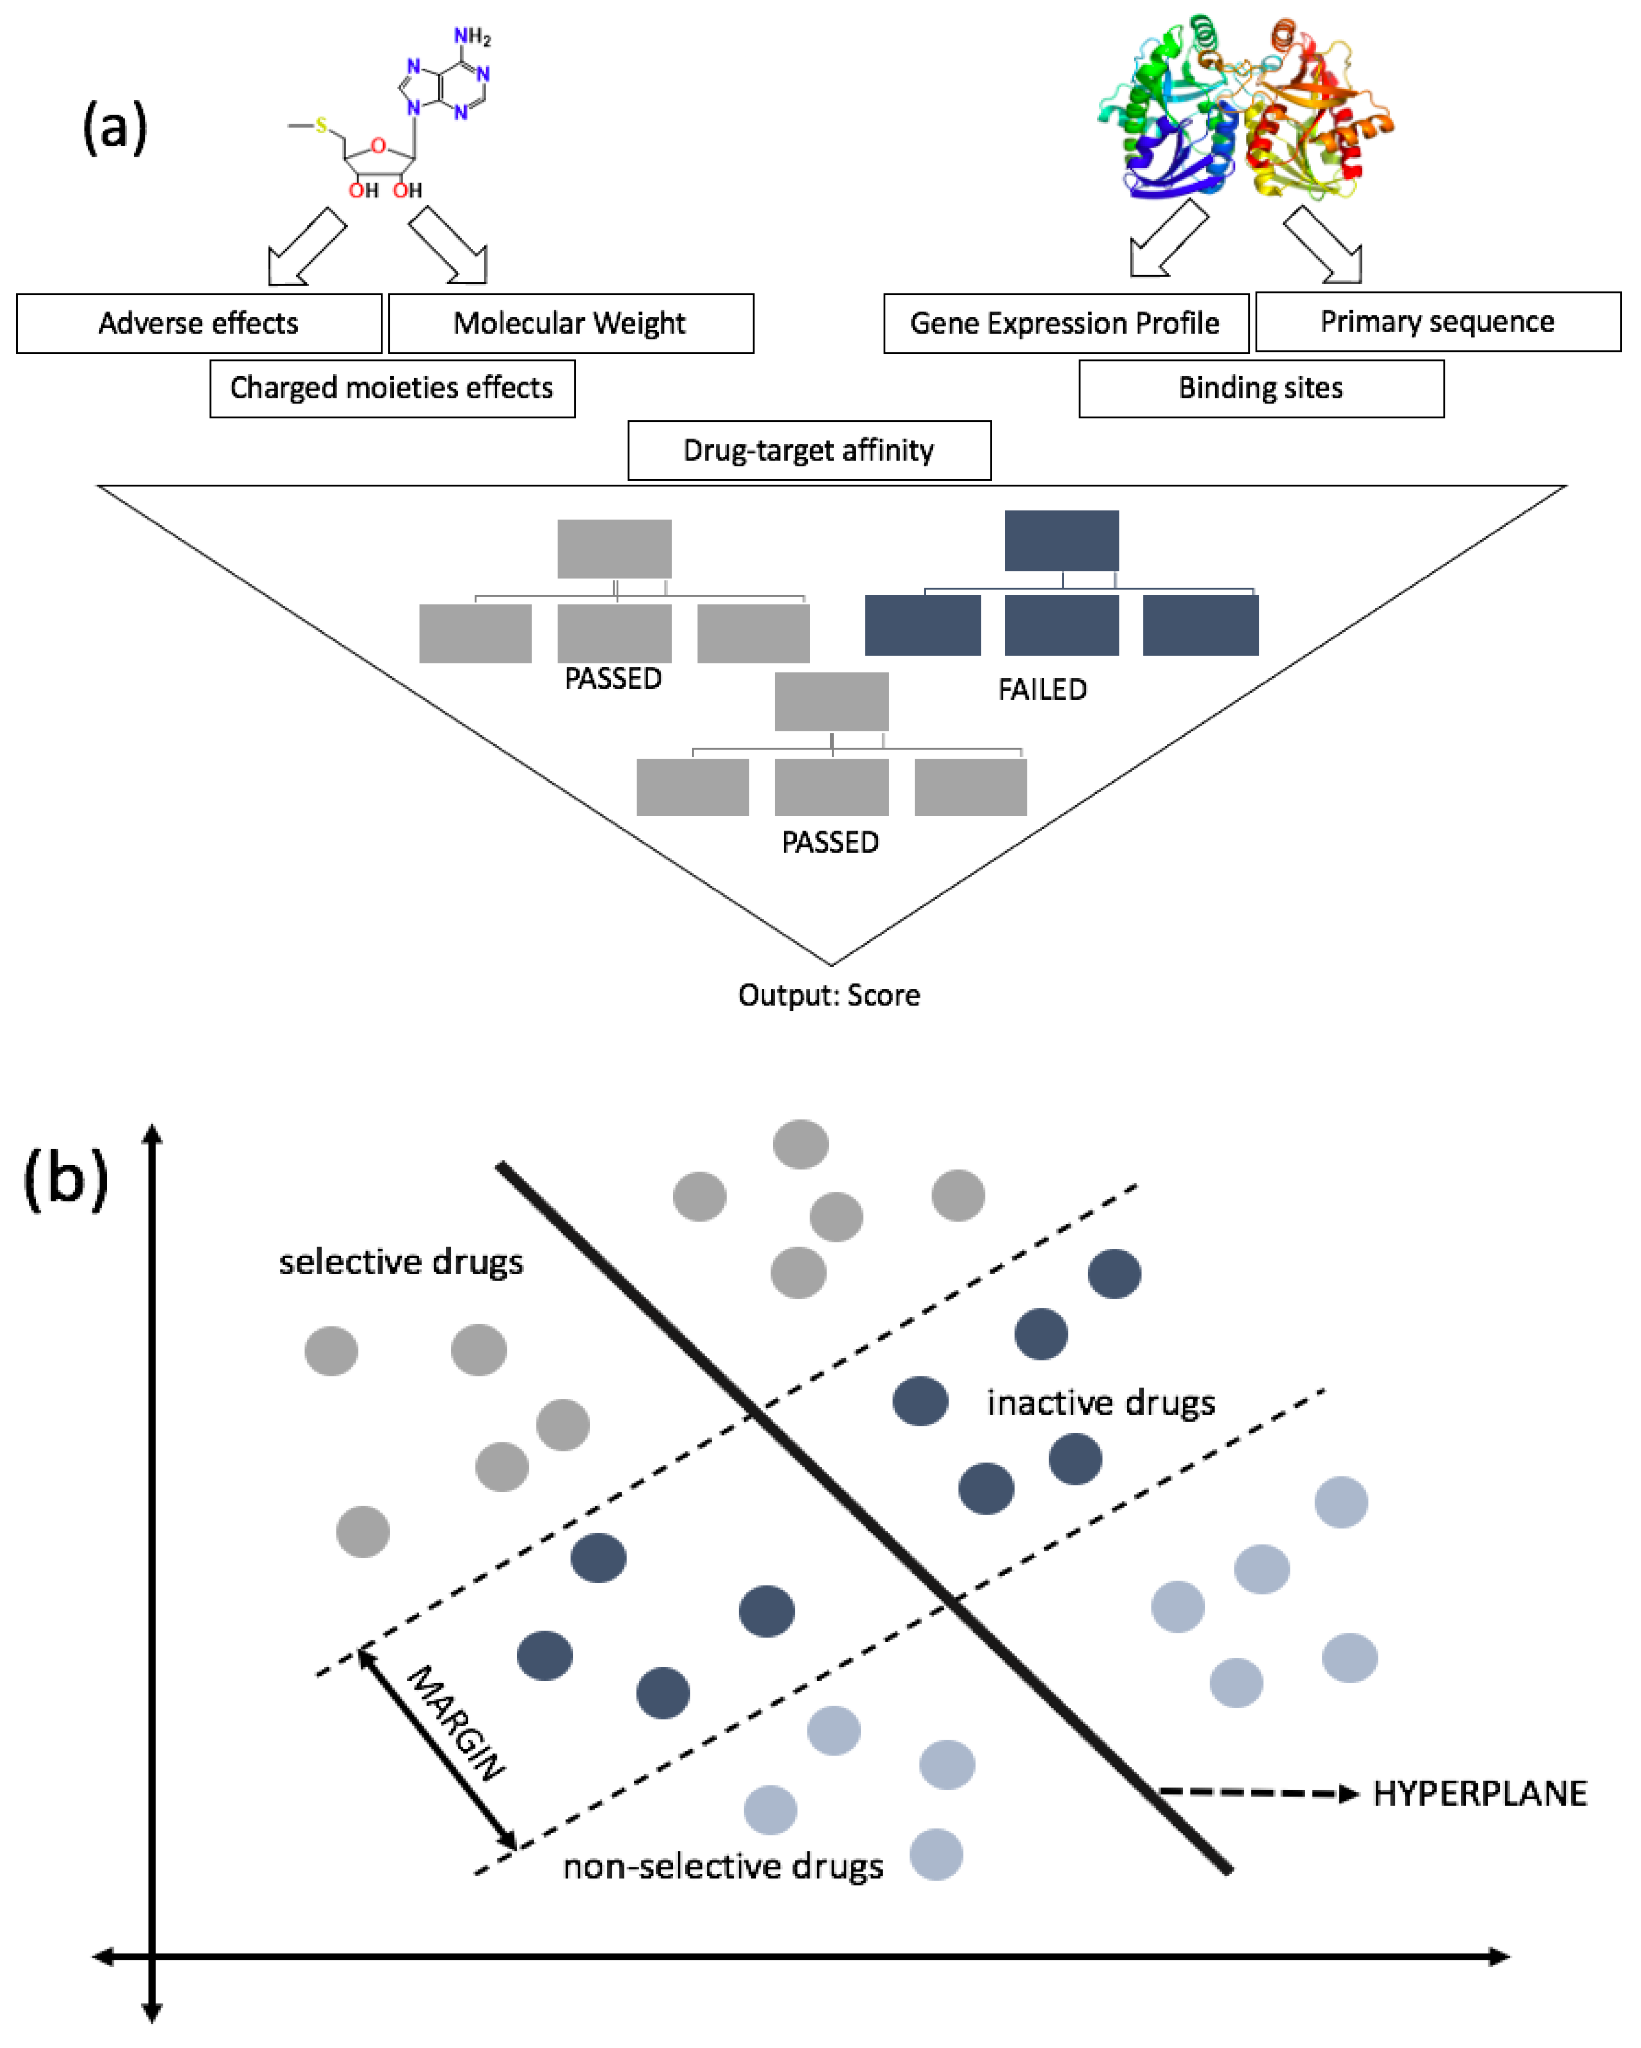 (a)
NH2
N
N
N
N
S
O
OH
OH
Adverse effects
Molecular Weight
Gene Expression Profile
Primary sequence
Charged moieties effects
Binding sites
Drug-target affinity
PASSED
FAILED
PASSED
Output: Score
(b)
selective drugs
inactive drugs
MARGIN
HYPERPLANE
non-selective drugs